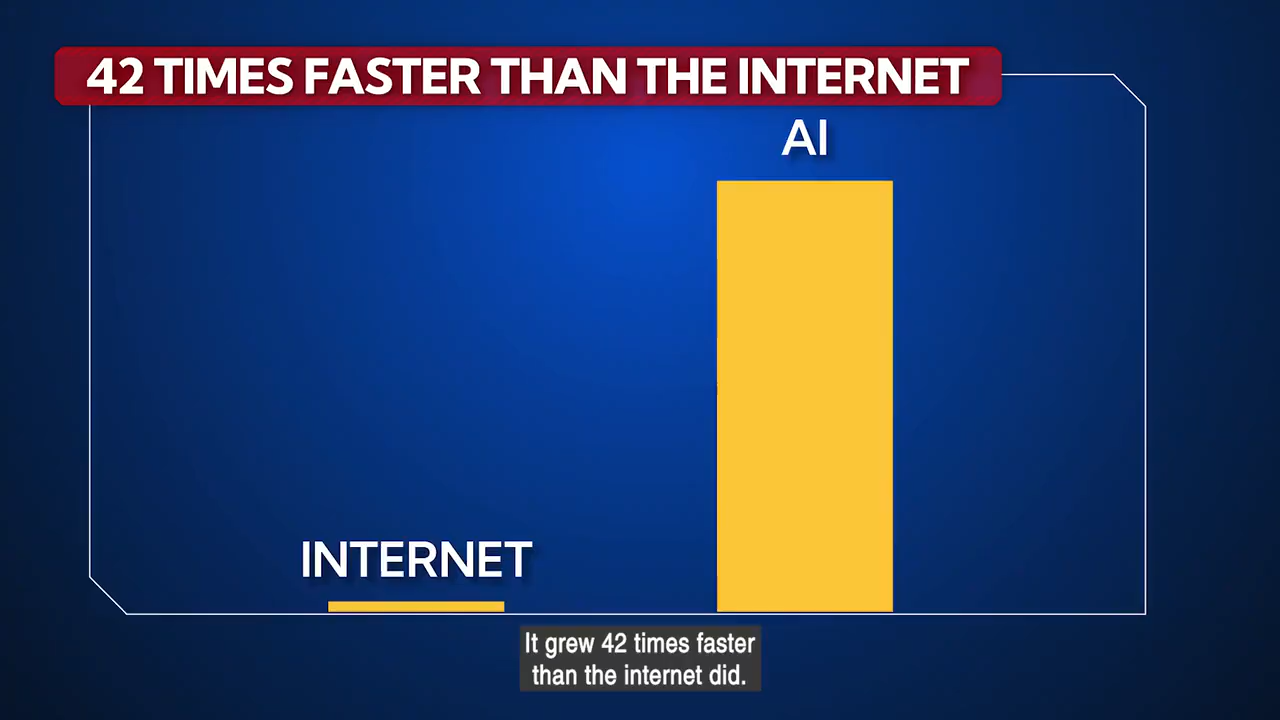 42 TIMES FASTER THAN THE INTERNET
AI
INTERNET
It grew 42 times faster
than the internet did.